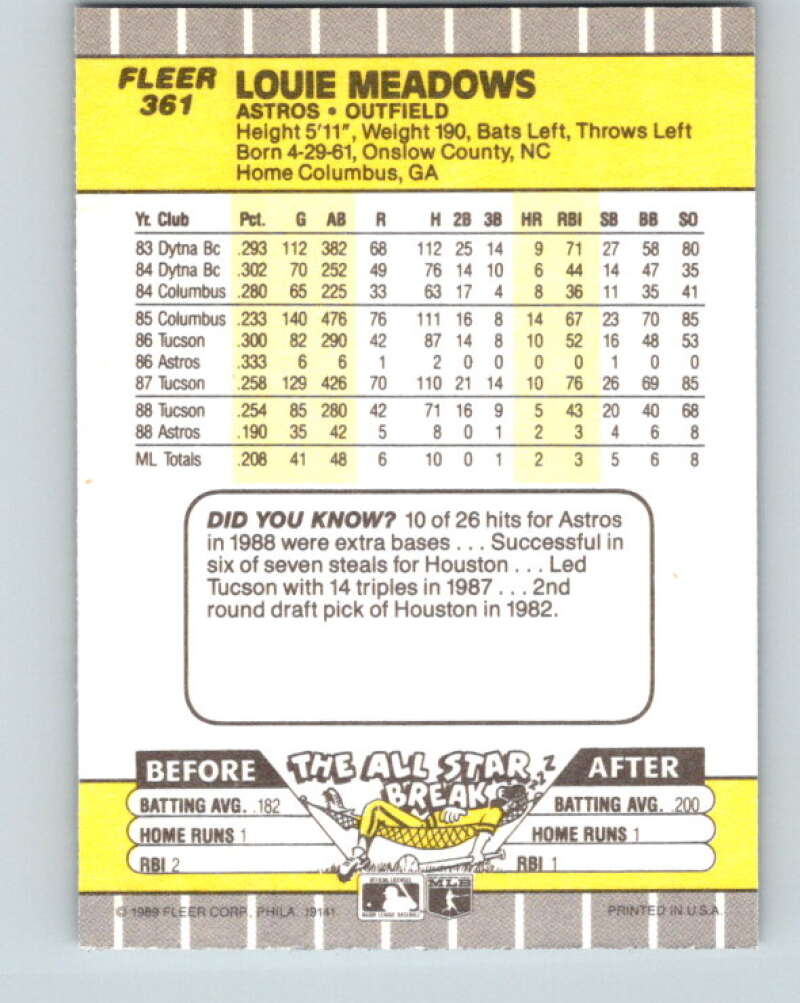 FLEER
361
LOUIE MEADOWS
ASTROS • OUTFIELD
Height 5'11", Weight 190, Bats Left, Throws Left
Born 4-29-61, Onslow County, NC
Home Columbus, GA
Yr. Club Pct. G AB R H 2B 3B HR RBI SB BB SO
83 Dytna Bc .293 112 382 68 112 25 14 9 71 27 58 80
84 Dytna Bc .302 70 252 49 76 14 10 6 44 14 47 35
84 Columbus .280 65 225 33 63 17 4 8 36 11 35 41
85 Columbus .233 140 476 76 111 16 8 14 67 23 70 85
86 Tucson .300 82 290 42 87 14 8 10 52 16 48 53
86 Astros .333 6 6 1 2 0 0 0 0 1 0 0
87 Tucson .258 129 426 70 110 21 14 10 76 26 69 85
88 Tucson .254 85 280 42 71 16 9 5 43 20 40 68
88 Astros .190 35 42 5 8 0 1 2 3 4 6 8
ML Totals .208 41 48 6 10 0 1 2 3 5 6 8
DID YOU KNOW? 10 of 26 hits for Astros
in 1988 were extra bases . . . Successful in
six of seven steals for Houston . . . Led
Tucson with 14 triples in 1987 . . . 2nd
round draft pick of Houston in 1982.
BEFORE THE ALL STAR BREAK ZZZ AFTER
BATTING AVG. .182 BATTING AVG. .200
HOME RUNS 1 HOME RUNS 1
RBI 2 RBI 1
OFFICIAL LICENSEE
MAJOR LEAGUE BASEBALL
MLB
© 1989 FLEER CORP., PHILA. 19141 PRINTED IN U.S.A.